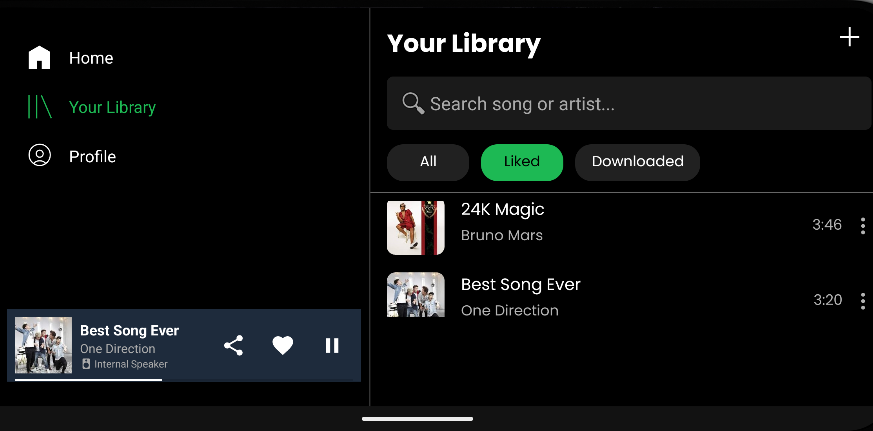 Home
Your Library
Profile
Best Song Ever
One Direction
Internal Speaker
Your Library
Search song or artist...
All
Liked
Downloaded
24K Magic
Bruno Mars
3:46
Best Song Ever
One Direction
3:20